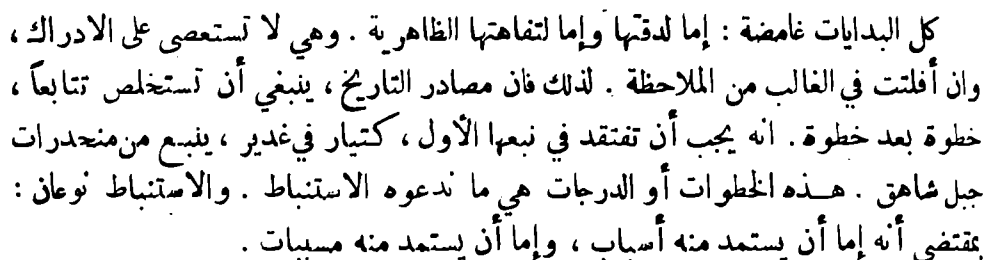 كل البدايات غامضة : إما لدقتها وإما لتفاهتها الظاهرية . وهي لا تستعصى على الادراك ،
وان أفلتت في الغالب من الملاحظة . لذلك فان مصادر التاريخ ، ينبغي أن تستخلص تتابعاً ،
خطوة بعد خطوة . انه يجب أن تفتقد في نبعها الأول ، كتيار في غدير ، ينبع من منحدرات
جبل شاهق . هذه الخطوات أو الدرجات هي ما ندعوه الاستنباط . والاستنباط نوعان :
بمقتضى أنه إما أن يستمد منه أسباب ، وإما أن يستمد منه مسببات .